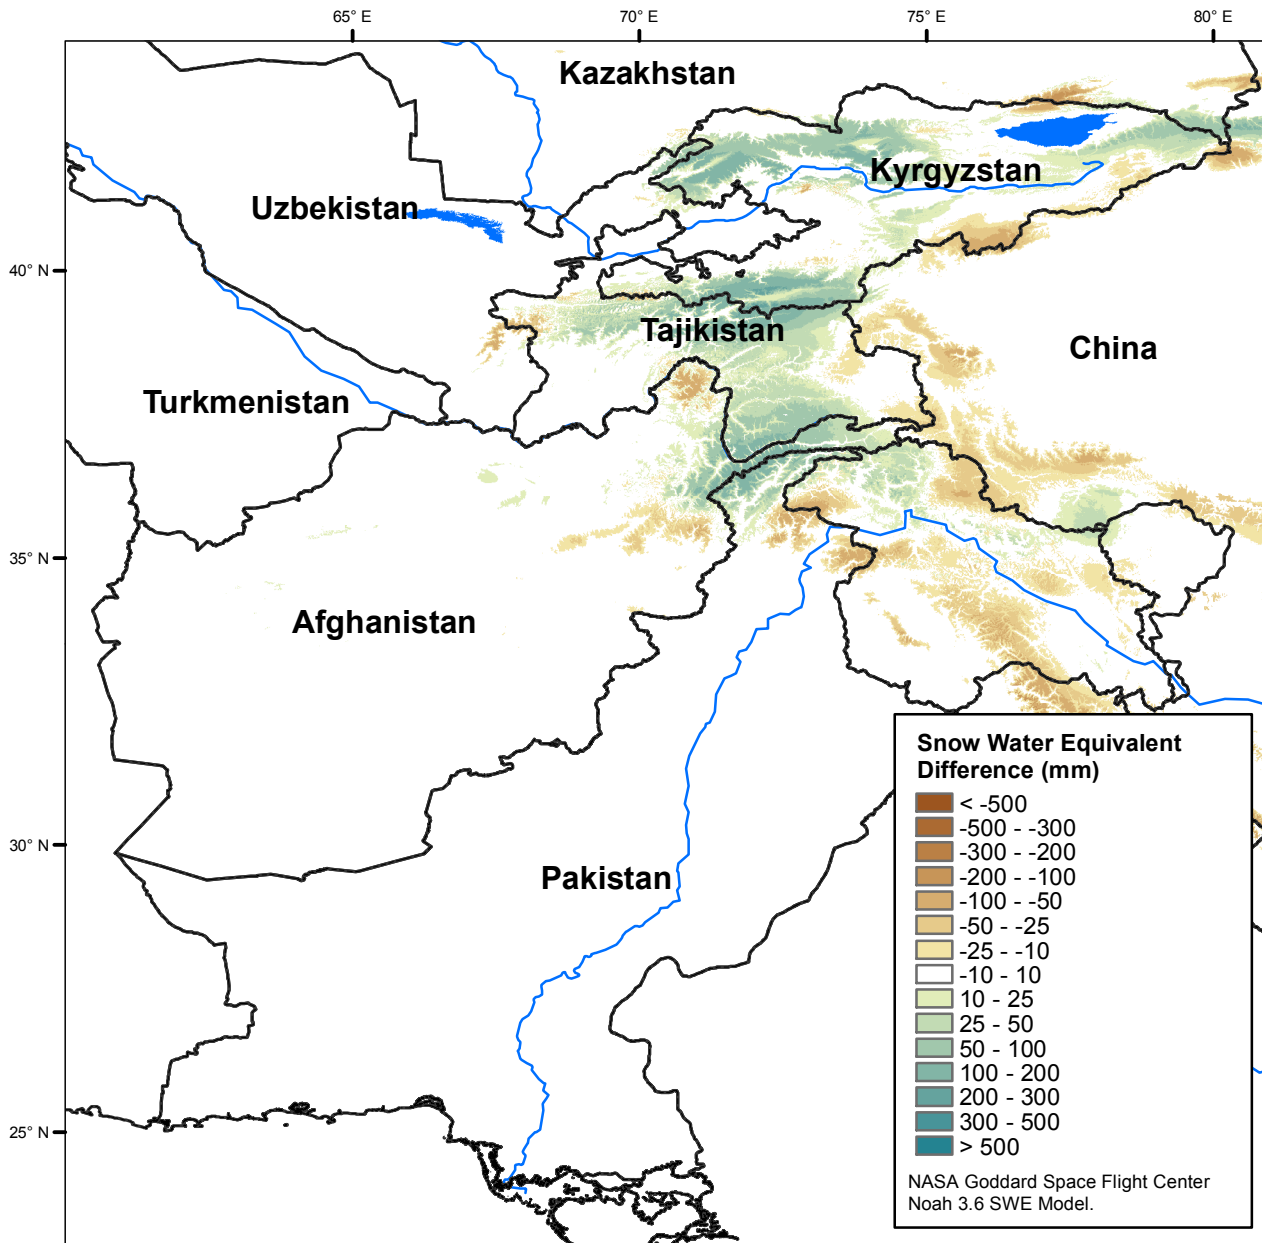 65° E
70° E
75° E
80° E
Kazakhstan
Kyrgyzstan
Uzbekistan
40° N
Tajikistan
China
Turkmenistan
35° N
Afghanistan
30° N
Pakistan
25° N
Snow Water Equivalent
Difference (mm)
< -500
-500 - -300
-300 - -200
-200 - -100
-100 - -50
-50 - -25
-25 - -10
-10 - 10
10 - 25
25 - 50
50 - 100
100 - 200
200 - 300
300 - 500
> 500
NASA Goddard Space Flight Center
Noah 3.6 SWE Model.